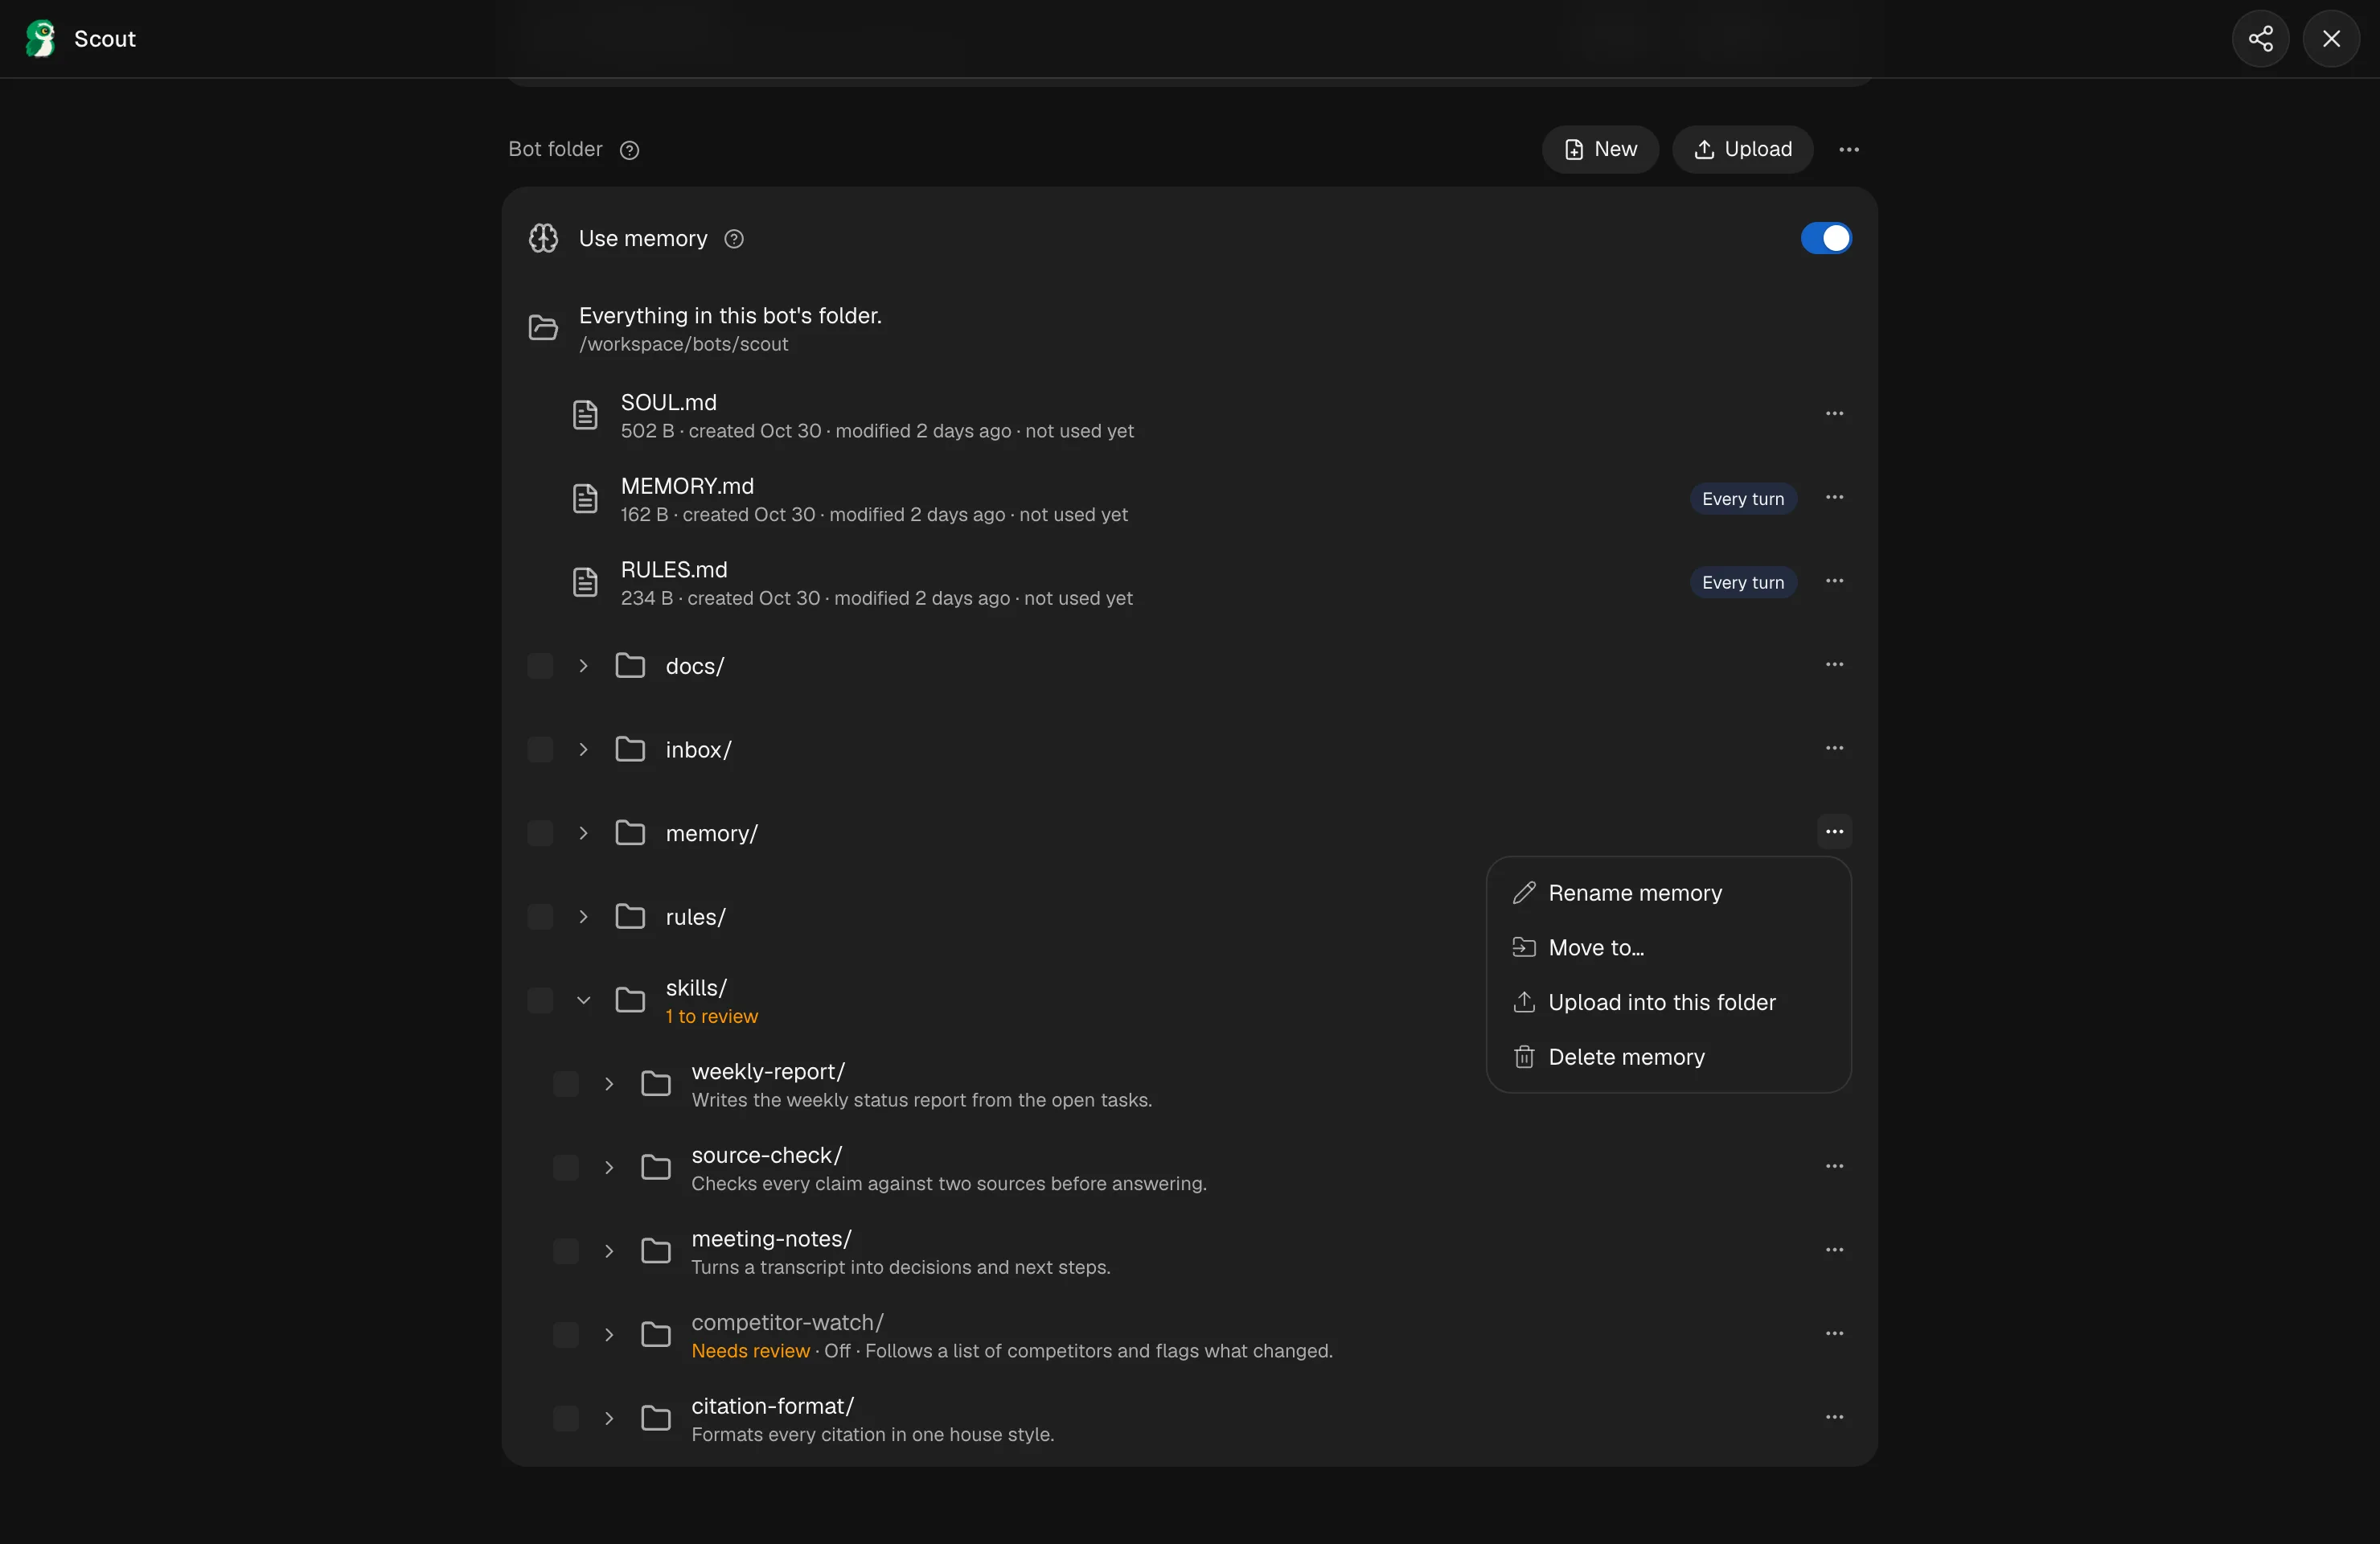 Scout
Bot folder
New
Upload
Use memory
Everything in this bot's folder.
/workspace/bots/scout
SOUL.md
502 B · created Oct 30 · modified 2 days ago · not used yet
MEMORY.md
162 B · created Oct 30 · modified 2 days ago · not used yet
Every turn
RULES.md
234 B · created Oct 30 · modified 2 days ago · not used yet
Every turn
docs/
inbox/
memory/
Rename memory
Move to...
Upload into this folder
Delete memory
rules/
skills/
1 to review
weekly-report/
Writes the weekly status report from the open tasks.
source-check/
Checks every claim against two sources before answering.
meeting-notes/
Turns a transcript into decisions and next steps.
competitor-watch/
Needs review · Off · Follows a list of competitors and flags what changed.
citation-format/
Formats every citation in one house style.